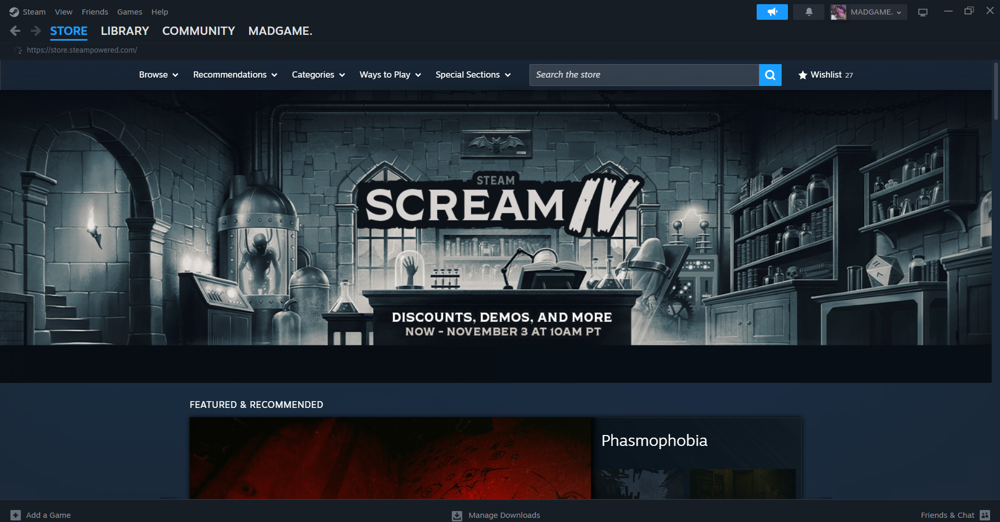 Steam View Friends Games Help MADGAME.
STORE LIBRARY COMMUNITY MADGAME.
https://store.steampowered.com/
Browse Recommendations Categories Ways to Play Special Sections Search the store Wishlist 27
STEAM
SCREAM IV
DISCOUNTS, DEMOS, AND MORE
NOW - NOVEMBER 3 AT 10AM PT
FEATURED & RECOMMENDED
Phasmophobia
Add a Game Manage Downloads Friends & Chat